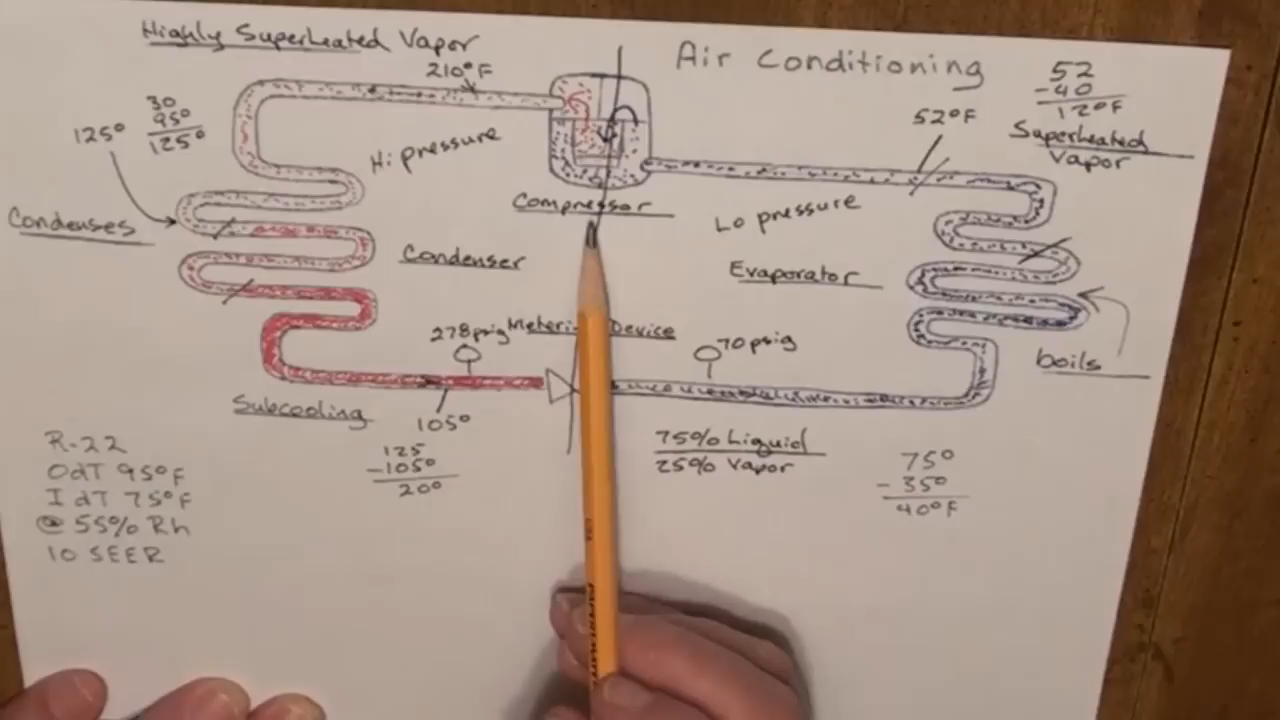 Highly Superheated Vapor
Air Conditioning
210°F
52
-40
12°F
Superheated
Vapor
52°F
30
95°
125°
125°
Hi pressure
Condenses
Compressor
Lo pressure
Condenser
Evaporator
278psig
Metering Device
70 psig
boils
Subcooling
105°
125
-105°
20°
75% Liquid
25% Vapor
75°
-35°
40°F
R-22
OdT 95°F
IdT 75°F
@ 55% Rh
10 SEER